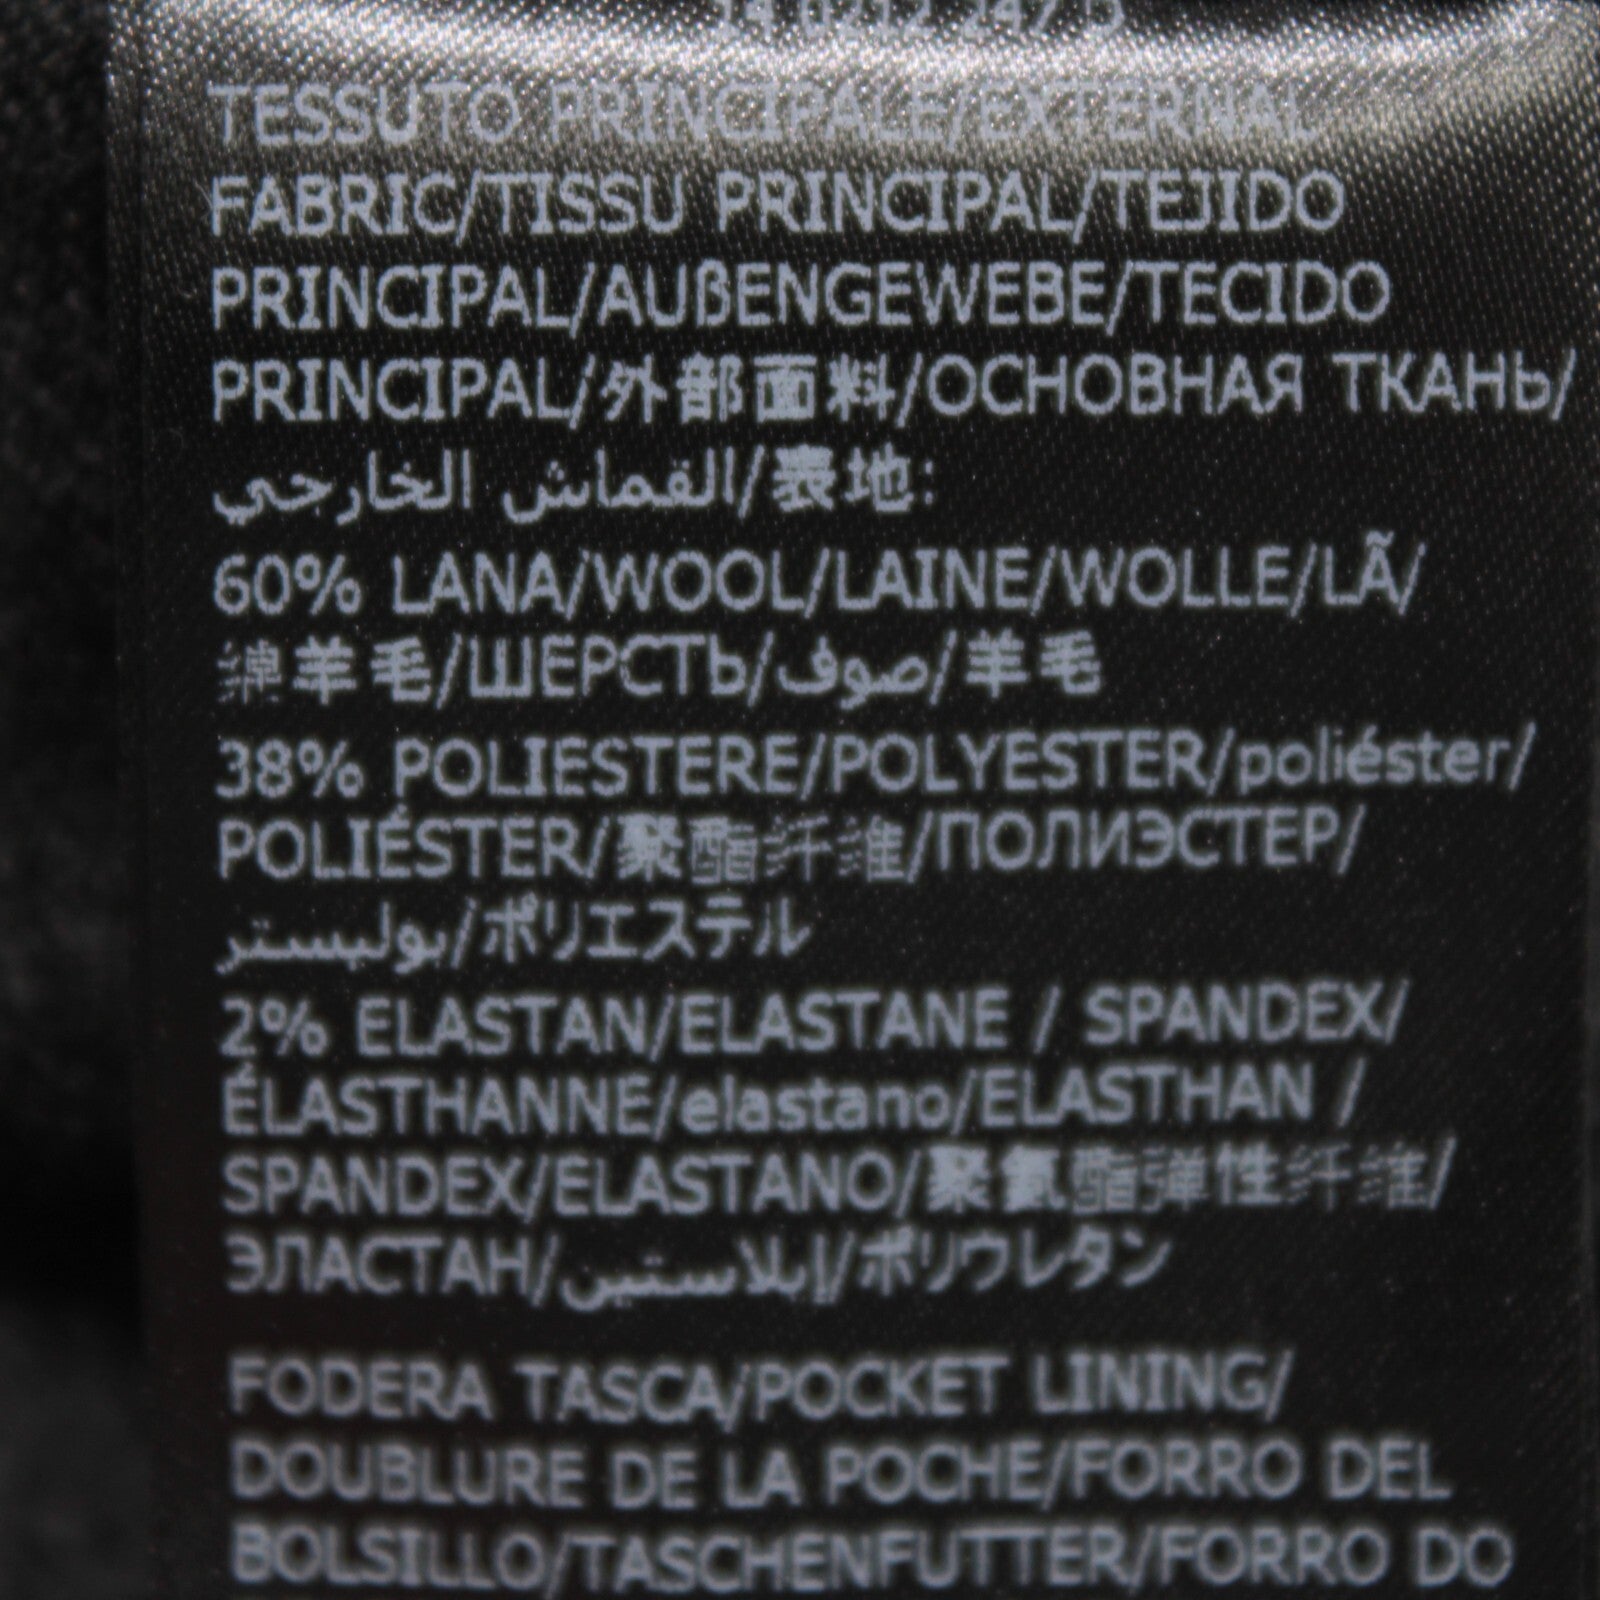 TESSUTO PRINCIPALE/EXTERNAL
FABRIC/TISSU PRINCIPAL/TEJIDO
PRINCIPAL/AUßENGEWEBE/TECIDO
PRINCIPAL/外部面料/ОСНОВНАЯ ТКАНЬ/
القماش الخارجي/表地:
60% LANA/WOOL/LAINE/WOLLE/LÃ/
绵羊毛/ШЕРСТЬ/صوف/羊毛
38% POLIESTERE/POLYESTER/poliéster/
POLIÉSTER/聚酯纤维/ПОЛИЭСТЕР/
بوليستر/ポリエステル
2% ELASTAN/ELASTANE / SPANDEX/
ÉLASTHANNE/elastano/ELASTHAN /
SPANDEX/ELASTANO/聚氨酯弹性纤维/
ЭЛАСТАН/إيلاستين/ポリウレタン
FODERA TASCA/POCKET LINING/
DOUBLURE DE LA POCHE/FORRO DEL
BOLSILLO/TASCHENFUTTER/FORRO DO